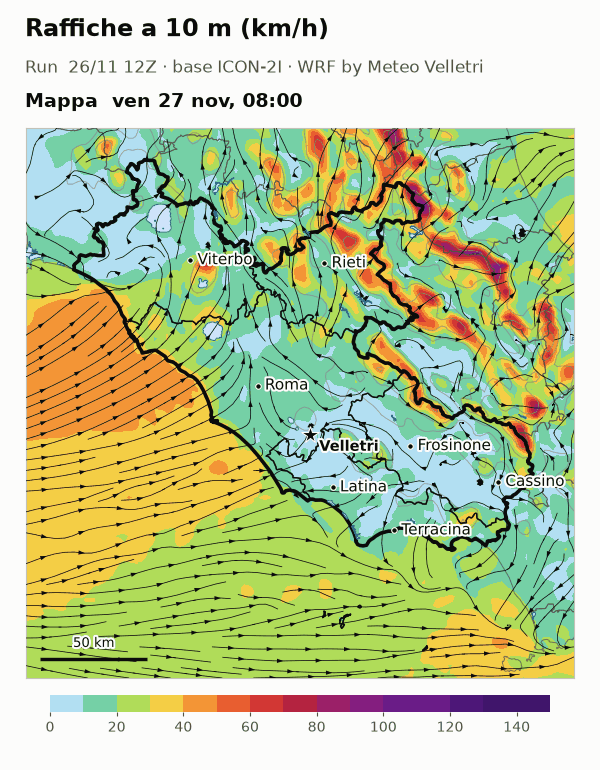 Raffiche a 10 m (km/h)
Run  26/11 12Z · base ICON-2I · WRF by Meteo Velletri
Mappa  ven 27 nov, 08:00
Viterbo
Rieti
Roma
Velletri
Frosinone
Cassino
Latina
Terracina
50 km
0 20 40 60 80 100 120 140